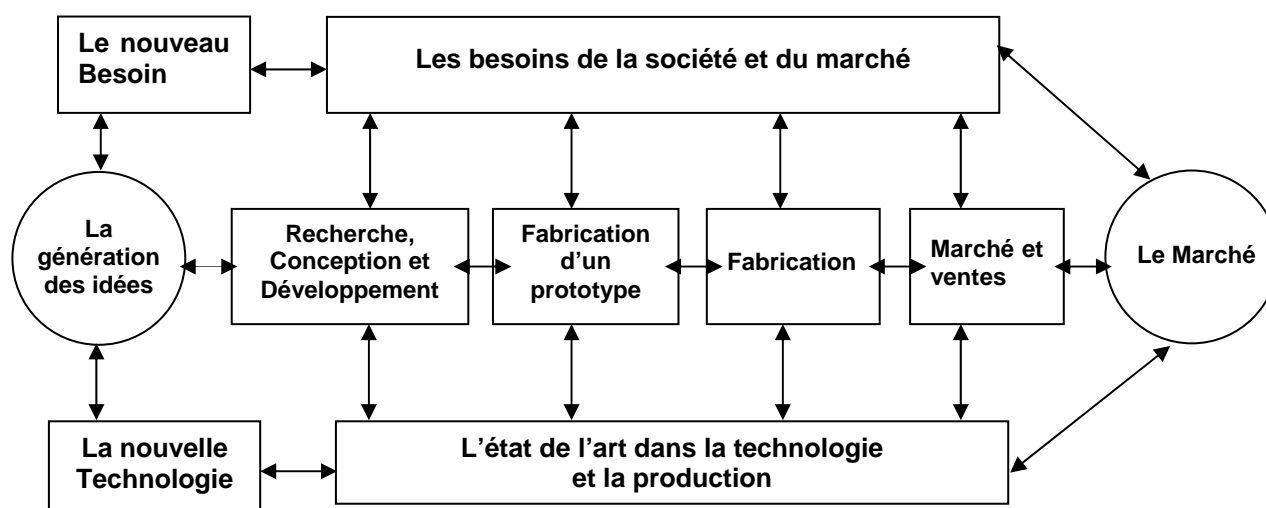 Le nouveau
Besoin
Les besoins de la société et du marché
La
génération
des idées
Recherche,
Conception et
Développement
Fabrication
d’un
prototype
Fabrication
Marché et
ventes
Le Marché
La nouvelle
Technologie
L’état de l’art dans la technologie
et la production